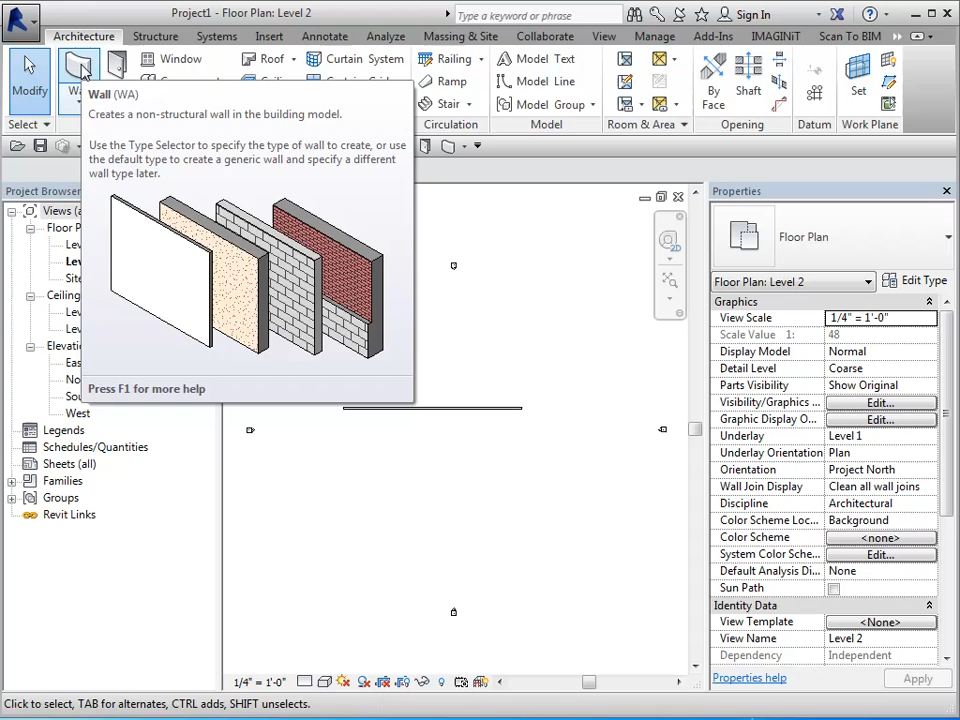 Project1 - Floor Plan: Level 2
Type a keyword or phrase
Sign In
Architecture
Structure
Systems
Insert
Annotate
Analyze
Massing & Site
Collaborate
View
Manage
Add-Ins
IMAGINiT
Scan To BIM
Modify
Select
Window
Roof
Curtain System
Railing
Ramp
Stair
Circulation
Model Text
Model Line
Model Group
Model
Room & Area
By
Face
Shaft
Opening
Datum
Set
Work Plane
Wall (WA)
Creates a non-structural wall in the building model.
Use the Type Selector to specify the type of wall to create, or use
the default type to create a generic wall and specify a different
wall type later.
Press F1 for more help
Project Browser
Views (a
Floor P
Lev
Lev
Site
Ceiling
Lev
Lev
Elevati
Eas
No
Sou
West
Legends
Schedules/Quantities
Sheets (all)
Families
Groups
Revit Links
2D
1/4" = 1'-0"
Properties
Floor Plan
Floor Plan: Level 2
Edit Type
Graphics
View Scale 1/4" = 1'-0"
Scale Value 1: 48
Display Model Normal
Detail Level Coarse
Parts Visibility Show Original
Visibility/Graphics ... Edit...
Graphic Display O... Edit...
Underlay Level 1
Underlay Orientation Plan
Orientation Project North
Wall Join Display Clean all wall joins
Discipline Architectural
Color Scheme Loc... Background
Color Scheme <none>
System Color Sche... Edit...
Default Analysis Di... None
Sun Path
Identity Data
View Template <None>
View Name Level 2
Dependency Independent
Properties help
Apply
Click to select, TAB for alternates, CTRL adds, SHIFT unselects.